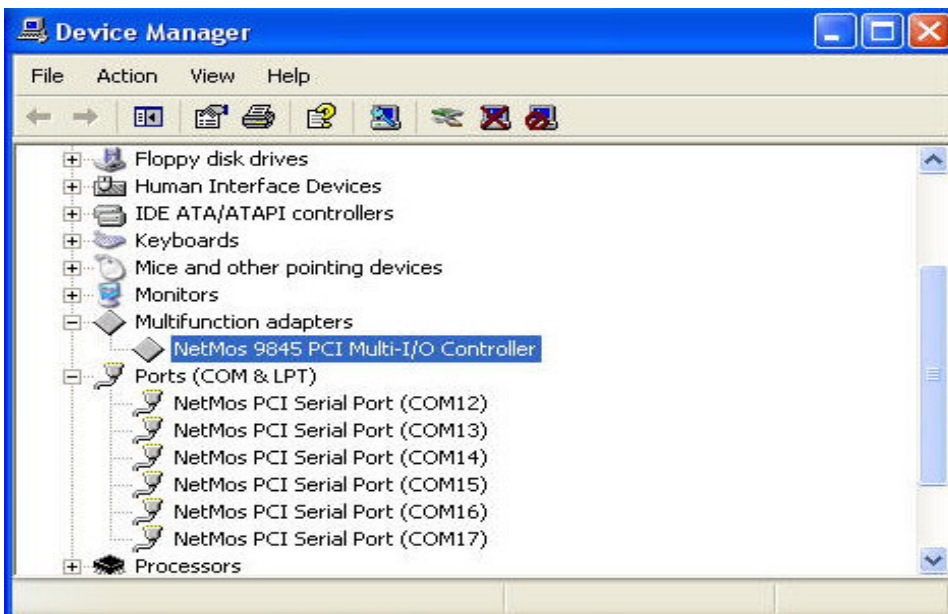 Device Manager
File Action View Help
Floppy disk drives
Human Interface Devices
IDE ATA/ATAPI controllers
Keyboards
Mice and other pointing devices
Monitors
Multifunction adapters
NetMos 9845 PCI Multi-I/O Controller
Ports (COM & LPT)
NetMos PCI Serial Port (COM12)
NetMos PCI Serial Port (COM13)
NetMos PCI Serial Port (COM14)
NetMos PCI Serial Port (COM15)
NetMos PCI Serial Port (COM16)
NetMos PCI Serial Port (COM17)
Processors